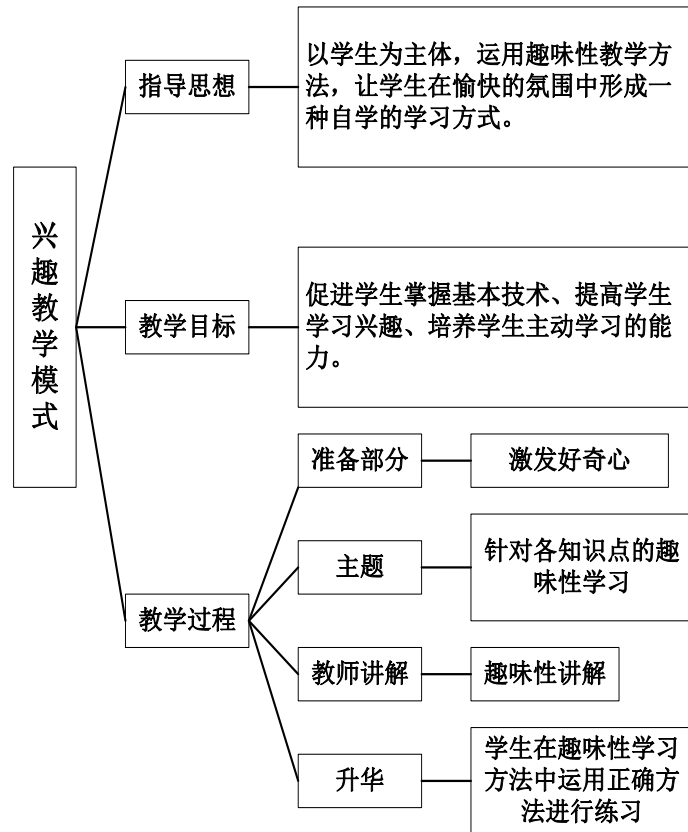 兴趣教学模式
指导思想
以学生为主体，运用趣味性教学方
法，让学生在愉快的氛围中形成一
种自学的学习方式。
教学目标
促进学生掌握基本技术、提高学生
学习兴趣、培养学生主动学习的能
力。
教学过程
准备部分
激发好奇心
主题
针对各知识点的趣
味性学习
教师讲解
趣味性讲解
升华
学生在趣味性学习
方法中运用正确方
法进行练习